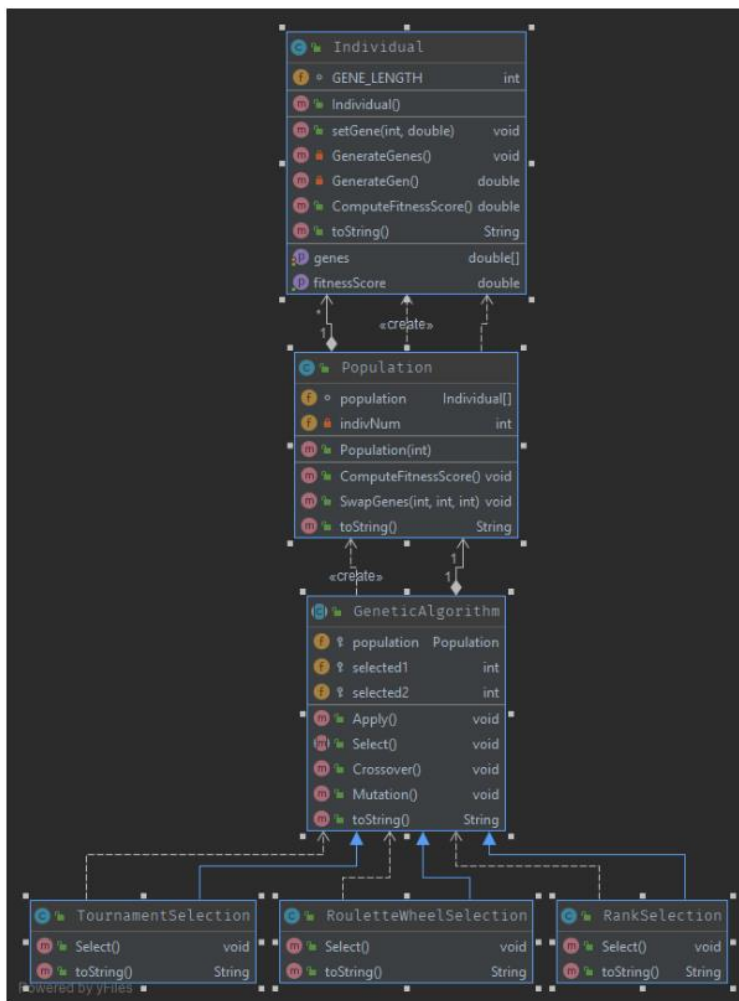 Individual
GENE_LENGTH int
Individual()
setGene(int, double) void
GenerateGenes() void
GenerateGen() double
ComputeFitnessScore() double
toString() String
genes double[]
fitnessScore double
*
1 «create»
Population
population Individual[]
indivNum int
Population(int)
ComputeFitnessScore() void
SwapGenes(int, int, int) void
toString() String
1
«create» 1
GeneticAlgorithm
population Population
selected1 int
selected2 int
Apply() void
Select() void
Crossover() void
Mutation() void
toString() String
TournamentSelection
Select() void
toString() String
RouletteWheelSelection
Select() void
toString() String
RankSelection
Select() void
toString() String
Powered by yFiles